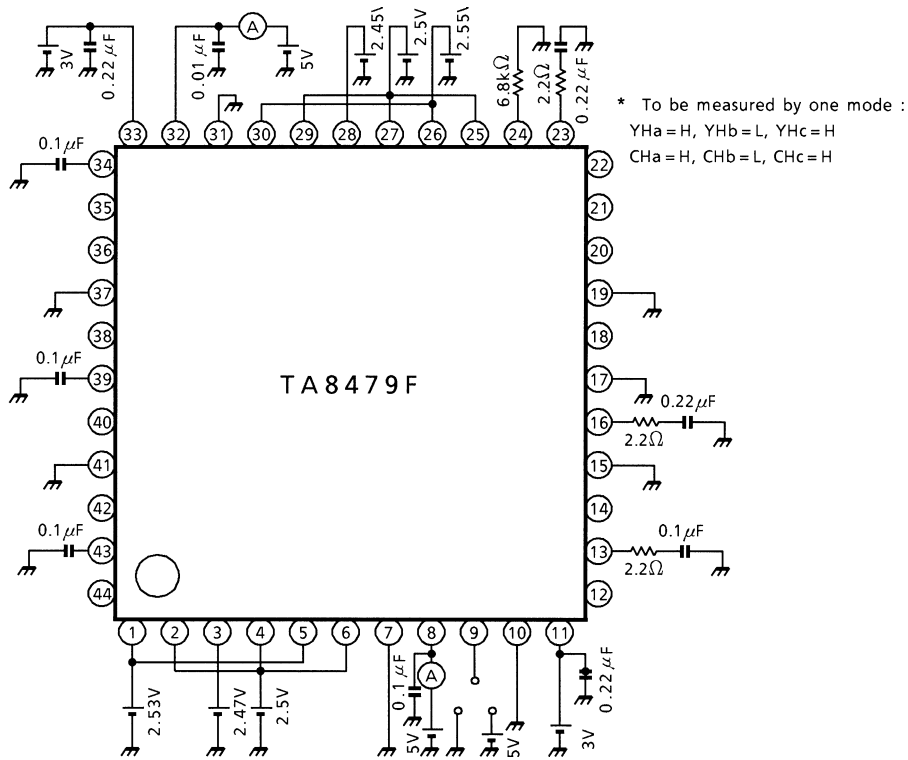 3V
0.22μF
0.01μF
A
5V
2.45V
2.5V
2.55V
6.8kΩ
2.2Ω
0.22μF
* To be measured by one mode :
YHa = H, YHb = L, YHc = H
CHa = H, CHb = L, CHc = H
33 32 31 30 29 28 27 26 25 24 23
0.1μF
34
22
35
21
36
20
37
19
38
18
0.1μF
39
TA8479F
17
40
16
0.22μF
2.2Ω
41
15
42
14
0.1μF
43
13
0.1μF
2.2Ω
44
12
1 2 3 4 5 6 7 8 9 10 11
2.53V
2.47V
2.5V
0.1μF
A
5V
5V
3V
0.22μF